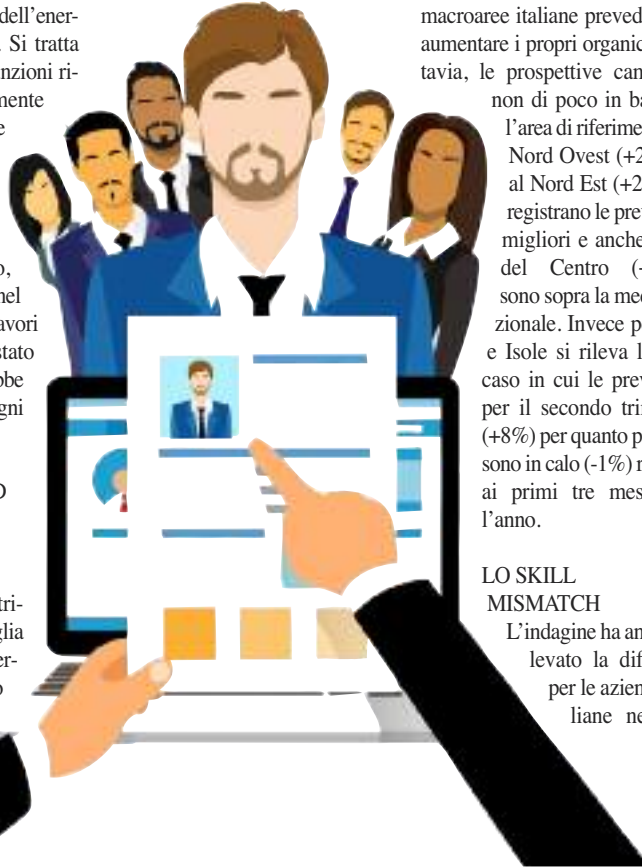 dell'ener-
Si tratta
nzioni ri-
mente
e
o,
nel
avori
stato
bbe
gni
D
tri-
glia
er-
o
macroaree italiane preved
aumentare i propri organic
tavia, le prospettive can
non di poco in ba
l'area di riferime
Nord Ovest (+2
al Nord Est (+2
registrano le prev
migliori e anche
del Centro (-
sono sopra la med
zionale. Invece p
e Isole si rileva l
caso in cui le prev
per il secondo tri
(+8%) per quanto p
sono in calo (-1%) r
ai primi tre mes
l'anno.
LO SKILL
MISMATCH
L'indagine ha an
levato la dif
per le azien
liane ne